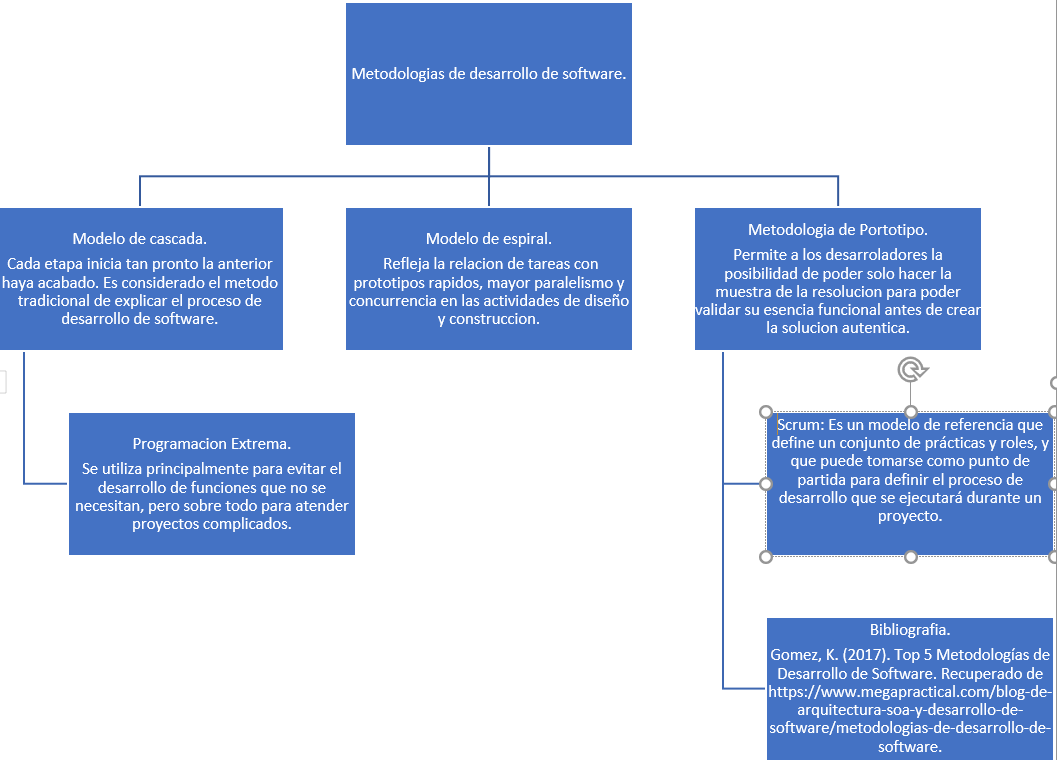 Metodologias de desarrollo de software.
Modelo de cascada.
Cada etapa inicia tan pronto la anterior
haya acabado. Es considerado el metodo
tradicional de explicar el proceso de
desarrollo de software.
Modelo de espiral.
Refleja la relacion de tareas con
prototipos rapidos, mayor paralelismo y
concurrencia en las actividades de diseño
y construccion.
Metodologia de Portotipo.
Permite a los desarroladores la
posibilidad de poder solo hacer la
muestra de la resolucion para poder
validar su esencia funcional antes de crear
la solucion autentica.
Programacion Extrema.
Se utiliza principalmente para evitar el
desarrollo de funciones que no se
necesitan, pero sobre todo para atender
proyectos complicados.
Scrum: Es un modelo de referencia que
define un conjunto de prácticas y roles, y
que puede tomarse como punto de
partida para definir el proceso de
desarrollo que se ejecutará durante un
proyecto.
Bibliografia.
Gomez, K. (2017). Top 5 Metodologías de
Desarrollo de Software. Recuperado de
https://www.megapractical.com/blog-de-
arquitectura-soa-y-desarrollo-de-
software/metodologias-de-desarrollo-de-
software.